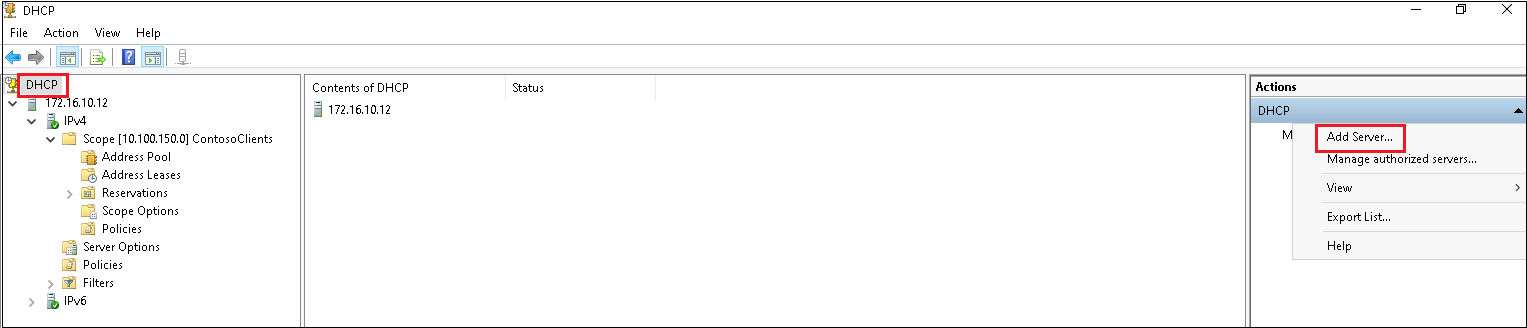 DHCP
File Action View Help
DHCP
172.16.10.12
IPv4
Scope [10.100.150.0] ContosoClients
Address Pool
Address Leases
Reservations
Scope Options
Policies
Server Options
Policies
Filters
IPv6
Contents of DHCP Status
172.16.10.12
Actions
DHCP
M
Add Server...
Manage authorized servers...
View
Export List...
Help